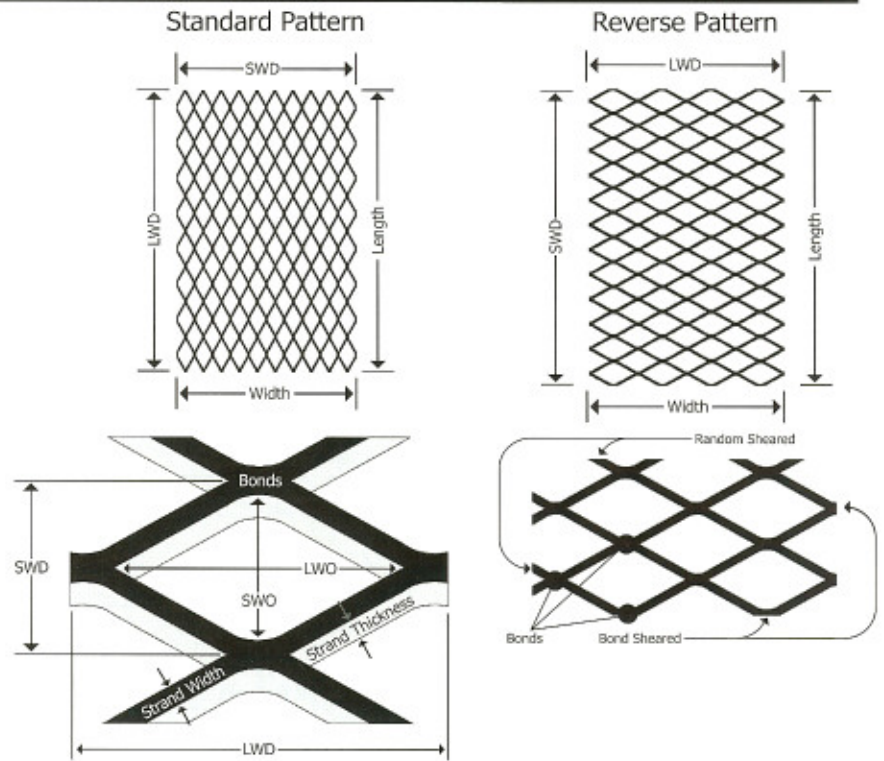 Standard Pattern
SWD
LWD
Length
Width
Reverse Pattern
LWD
SWD
Length
Width
Bonds
SWD
LWO
SWO
Strand Thickness
Strand Width
LWD
Random Sheared
Bonds
Bond Sheared